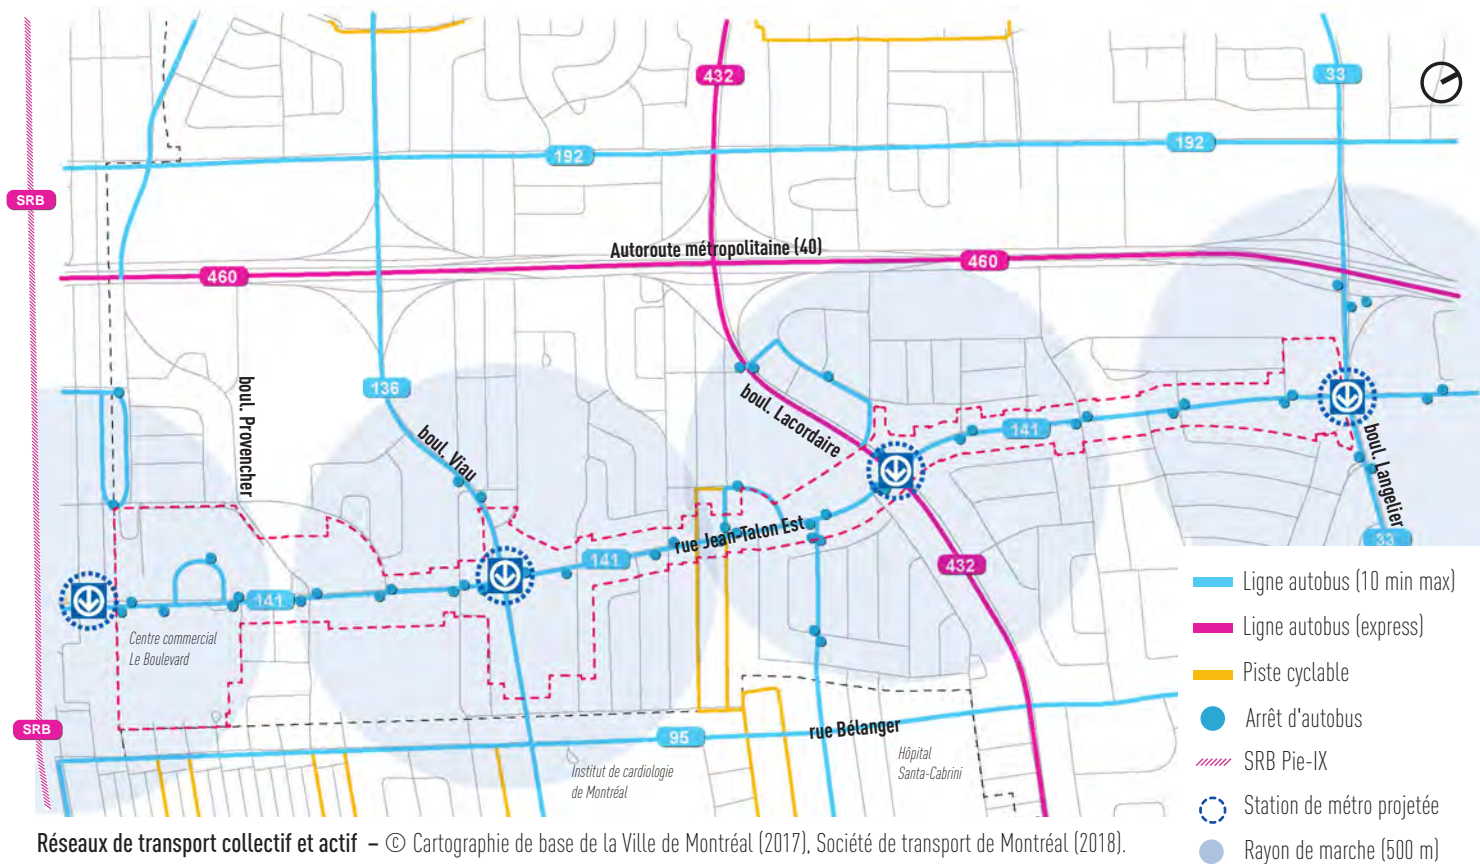 432
33
192
192
SRB
Autoroute métropolitaine (40)
460
460
136
boul. Provencher
boul. Viau
boul. Lacordaire
141
boul. Langelier
rue Jean-Talon Est
33
141
432
141
Centre commercial
Le Boulevard
SRB
95
rue Bélanger
Institut de cardiologie
de Montréal
Hôpital
Santa-Cabrini
Ligne autobus (10 min max)
Ligne autobus (express)
Piste cyclable
Arrêt d'autobus
SRB Pie-IX
Station de métro projetée
Rayon de marche (500 m)
Réseaux de transport collectif et actif – © Cartographie de base de la Ville de Montréal (2017), Société de transport de Montréal (2018).